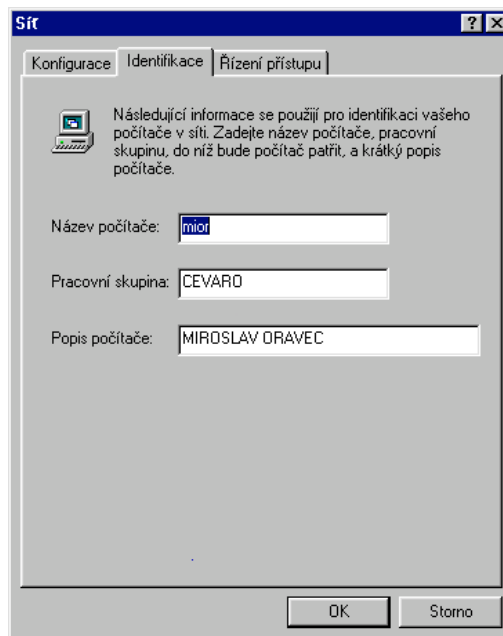 Síť
Konfigurace Identifikace Řízení přístupu
Následující informace se použijí pro identifikaci vašeho
počítače v síti. Zadejte název počítače, pracovní
skupinu, do níž bude počítač patřit, a krátký popis
počítače.
Název počítače: mior
Pracovní skupina: CEVARO
Popis počítače: MIROSLAV ORAVEC
OK Storno